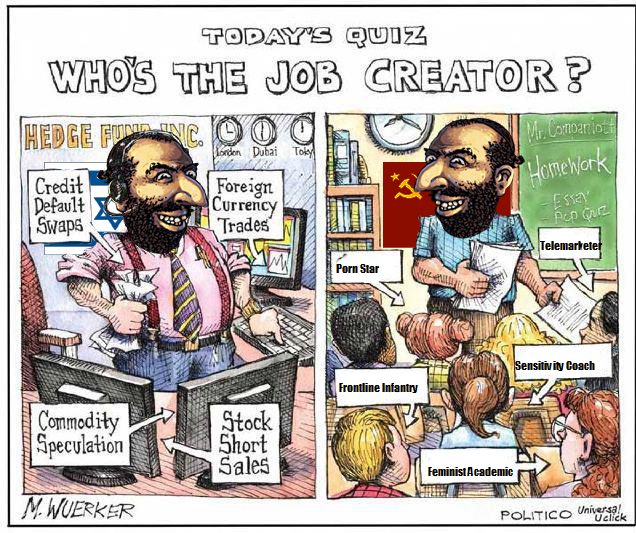 TODAY'S QUIZ
WHO'S THE JOB CREATOR?
HEDGE FUND INC.
London
Dubai
Credit
Default
Swaps
Foreign
Currency
Trades
Commodity
Speculation
Stock
Short
Sales
Mr.
HOMEWORK
- ESSAY
- POP QUIZ
Telemarketer
Porn Star
Sensitivity Coach
Frontline Infantry
Feminist Academic
M. WUERKER
POLITICO
Universal
Uclick